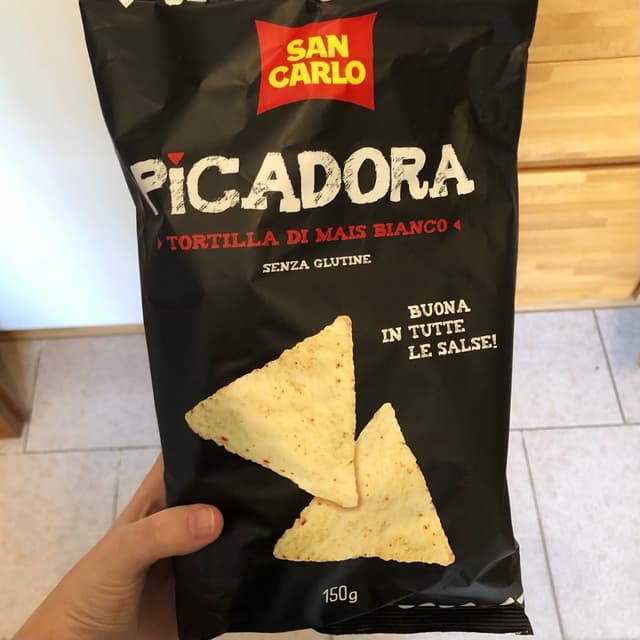 SAN
CARLO
PICADORA
TORTILLA DI MAIS BIANCO
SENZA GLUTINE
BUONA
IN TUTTE
LE SALSE!
150g